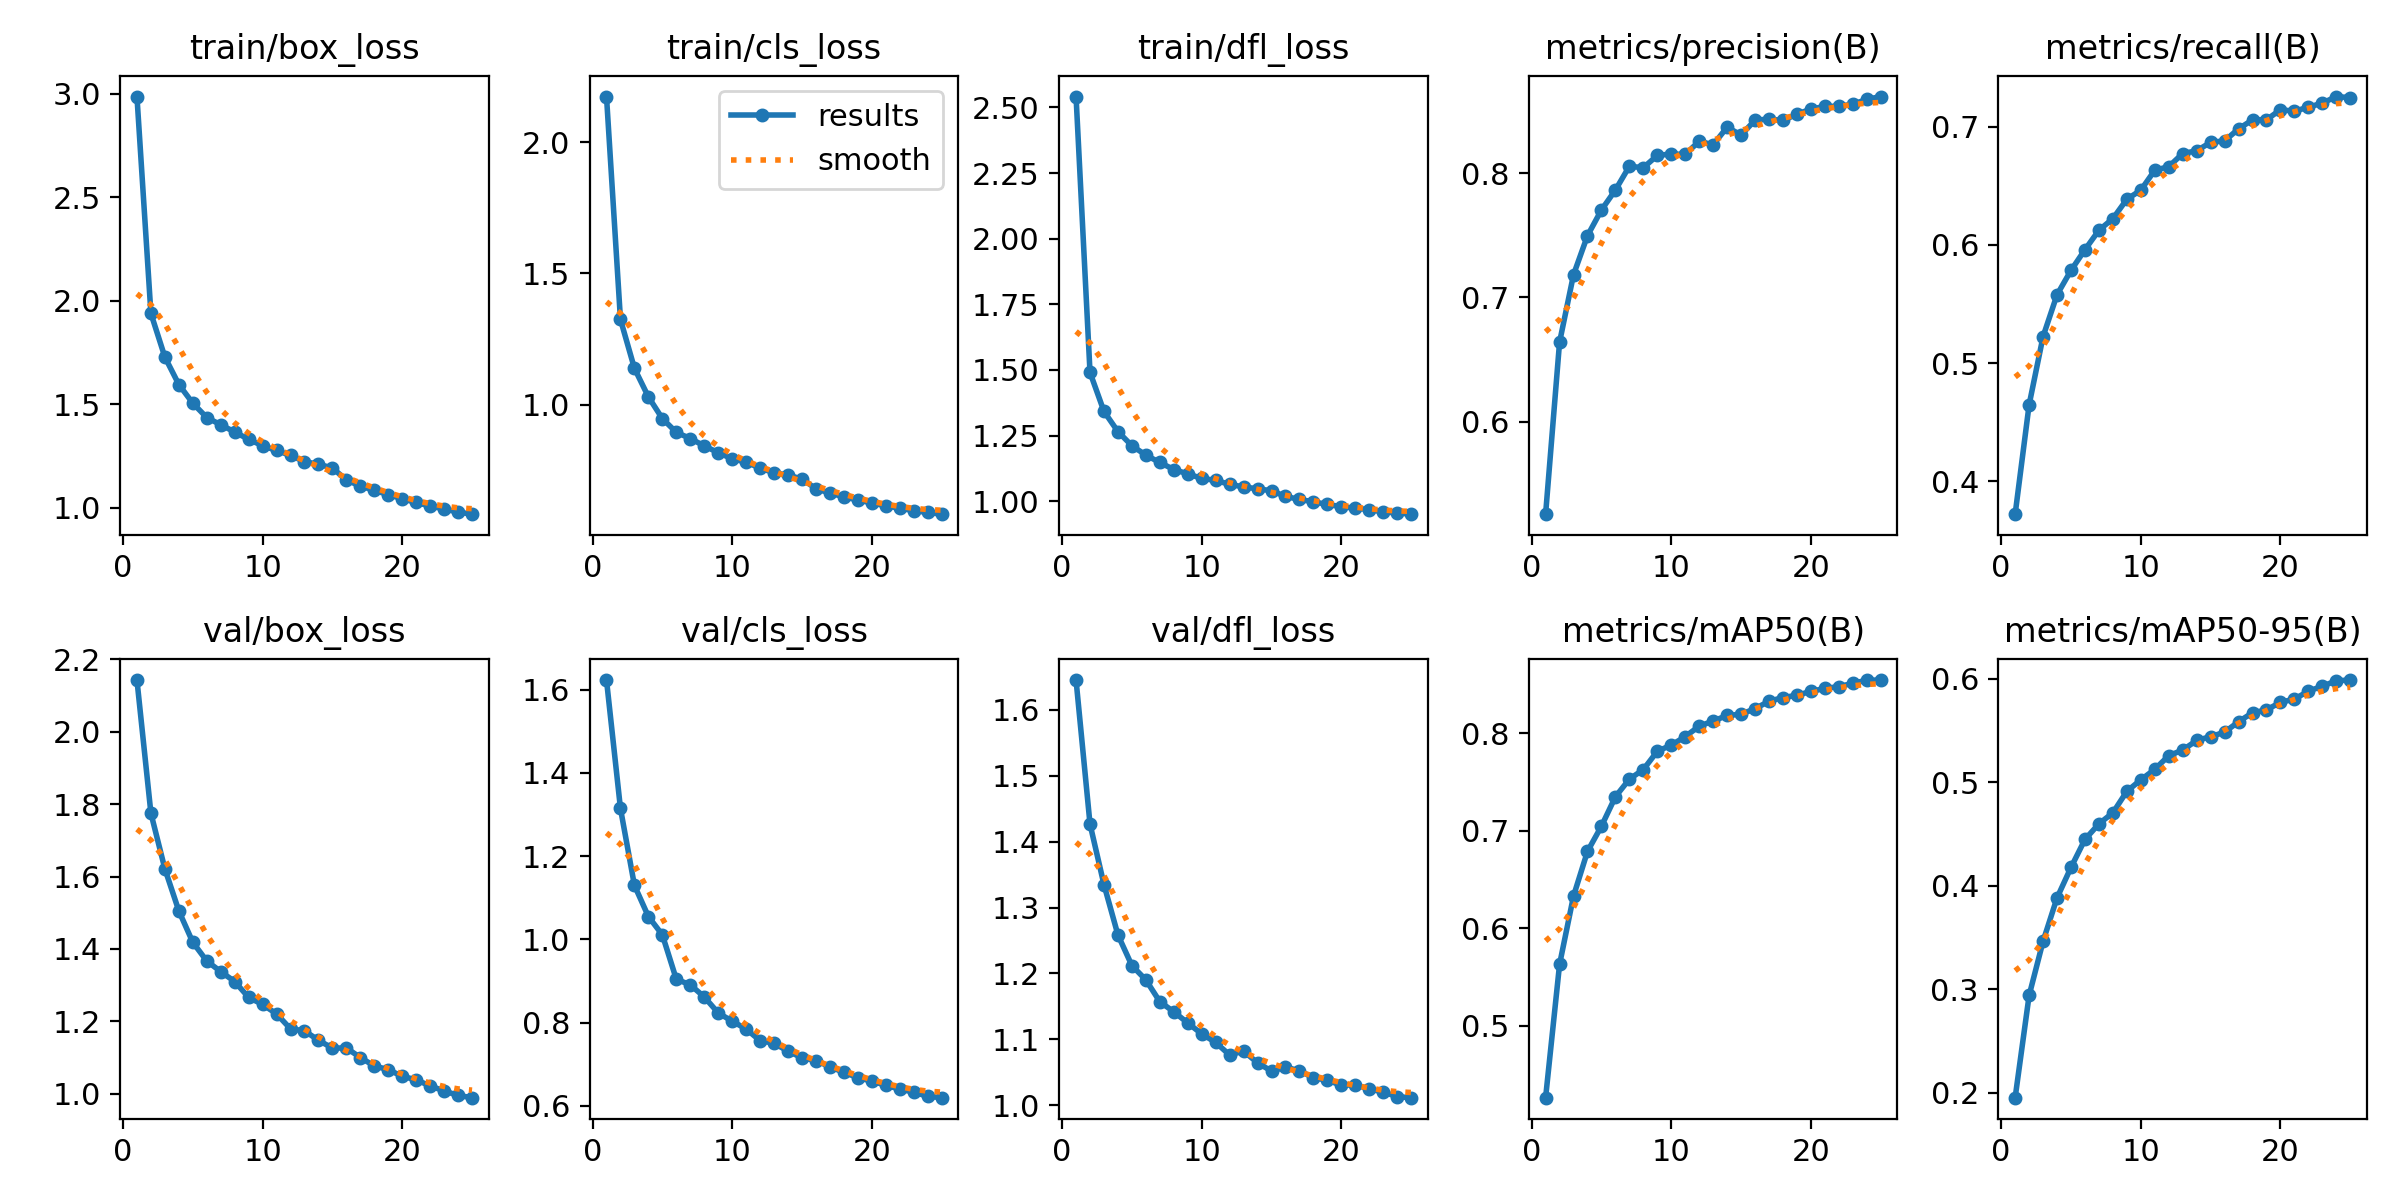 train/box_loss
3.0
2.5
2.0
1.5
1.0
0 10 20
train/cls_loss
results
smooth
2.0
1.5
1.0
0 10 20
train/dfl_loss
2.50
2.25
2.00
1.75
1.50
1.25
1.00
0 10 20
metrics/precision(B)
0.8
0.7
0.6
0 10 20
metrics/recall(B)
0.7
0.6
0.5
0.4
0 10 20
val/box_loss
2.2
2.0
1.8
1.6
1.4
1.2
1.0
0 10 20
val/cls_loss
1.6
1.4
1.2
1.0
0.8
0.6
0 10 20
val/dfl_loss
1.6
1.5
1.4
1.3
1.2
1.1
1.0
0 10 20
metrics/mAP50(B)
0.8
0.7
0.6
0.5
0 10 20
metrics/mAP50-95(B)
0.6
0.5
0.4
0.3
0.2
0 10 20